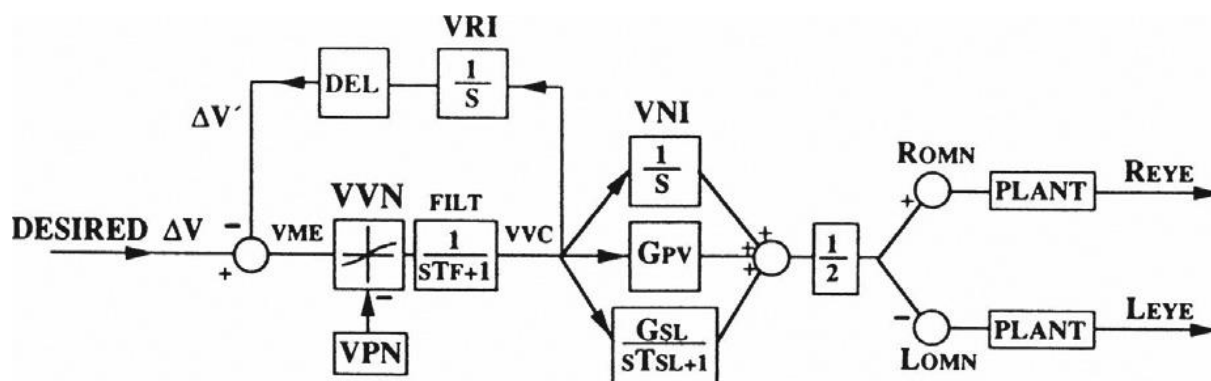 VRI
DEL
1
S
ΔV´
VNI
1
S
ROMN
REYE
+
PLANT
VVN
FILT
DESIRED
ΔV
-
+
VME
1
STF+1
VVC
GPV
+
+
+
1
2
-
VPN
GSL
STSL+1
-
PLANT
LEYE
LOMN